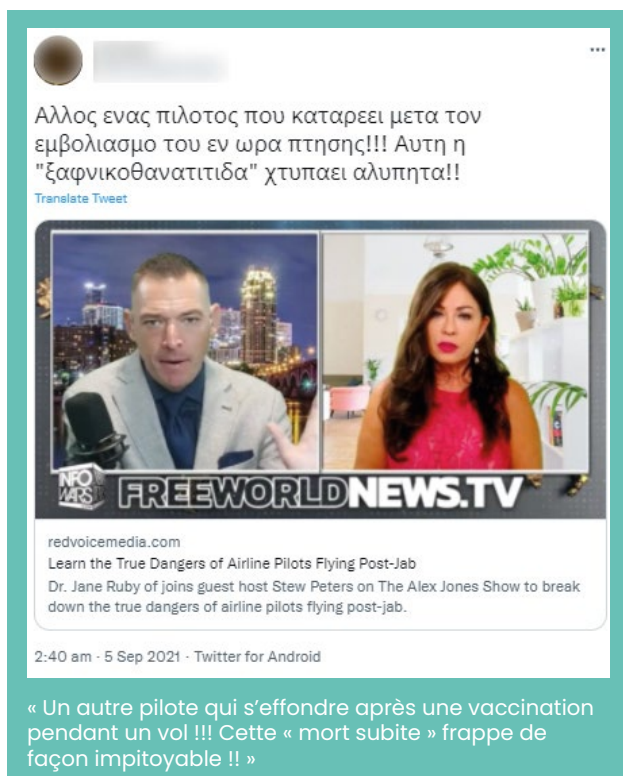 Αλλος ενας πιλοτος που καταρεει μετα τον
εμβολιασμο του εν ωρα πτησης!!! Αυτη η
"ξαφνικοθανατιτιδα" χτυπαει αλυπητα!!
Translate Tweet
INFO
WARS
FREEWORLDNEWS.TV
redvoicemedia.com
Learn the True Dangers of Airline Pilots Flying Post-Jab
Dr. Jane Ruby of joins guest host Stew Peters on The Alex Jones Show to break
down the true dangers of airline pilots flying post-jab.
2:40 am · 5 Sep 2021 · Twitter for Android
« Un autre pilote qui s’effondre après une vaccination
pendant un vol !!! Cette « mort subite » frappe de
façon impitoyable !! »